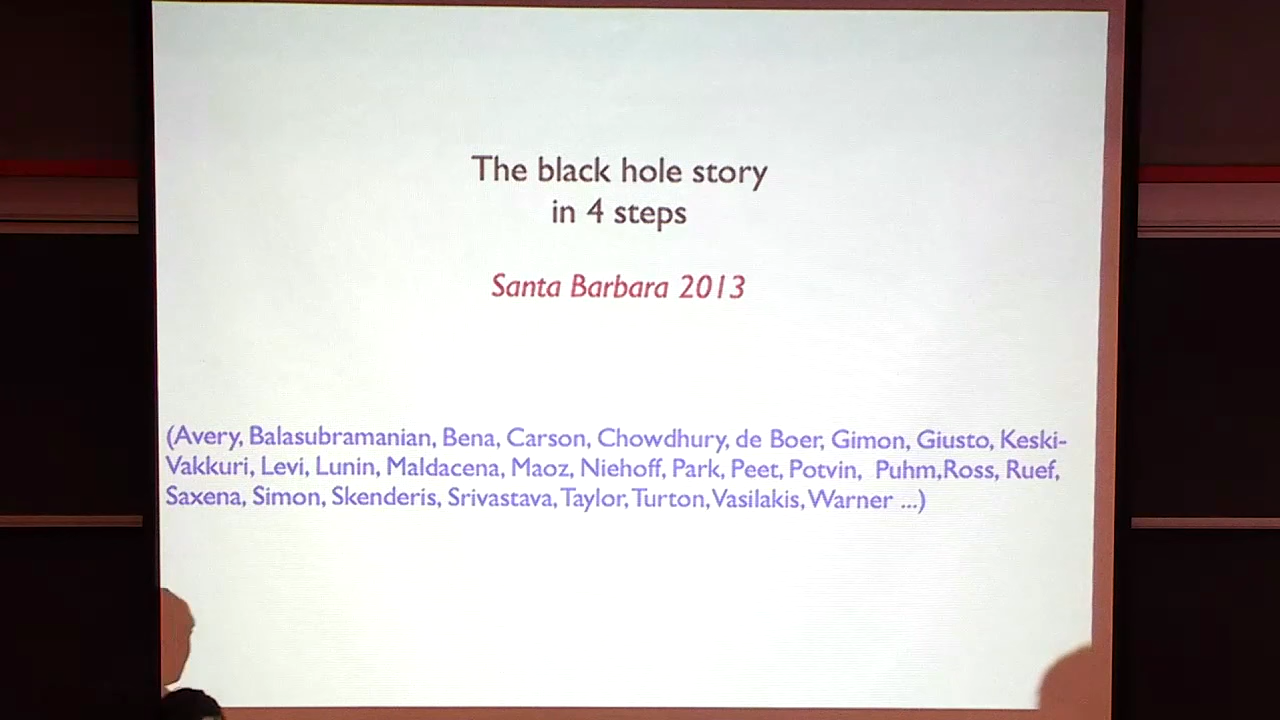 The black hole story
in 4 steps
Santa Barbara 2013
(Avery, Balasubramanian, Bena, Carson, Chowdhury, de Boer, Gimon, Giusto, Keski-
Vakkuri, Levi, Lunin, Maldacena, Maoz, Niehoff, Park, Peet, Potvin, Puhm,Ross, Ruef,
Saxena, Simon, Skenderis, Srivastava, Taylor, Turton, Vasilakis, Warner ...)